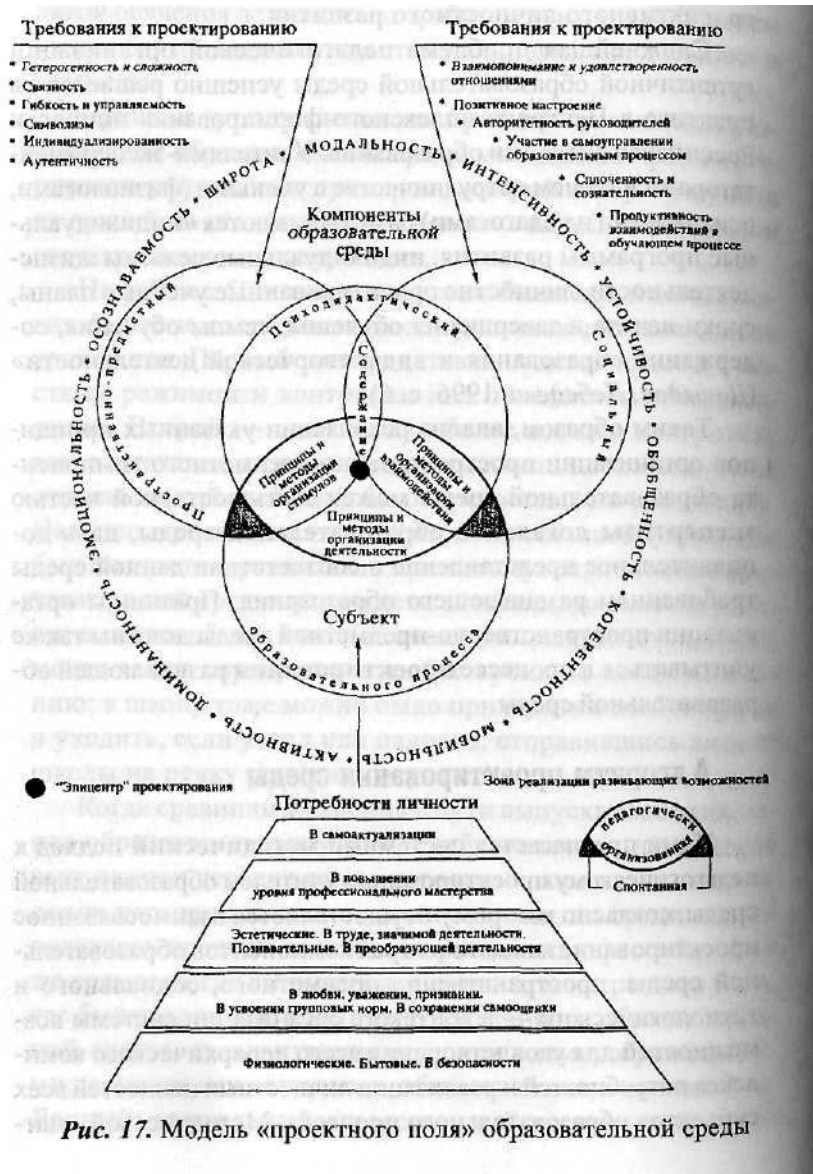 Требования к проектированию
* Гетерогенность и сложность
* Связность
* Гибкость и управляемость
* Символизм
* Индивидуализированность
* Аутентичность
Требования к проектированию
* Взаимопонимание и удовлетворенность
отношениями
* Позитивное настроение
* Авторитетность руководителей
* Участие в самоуправлении
образовательным процессом
* Сплоченность и
сознательность
* Продуктивность
взаимодействий в
обучающем процессе
ДОМИНАНТНОСТЬ * ЭМОЦИОНАЛЬНОСТЬ * ОСОЗНАВАЕМОСТЬ * ШИРОТА * МОДАЛЬНОСТЬ * ИНТЕНСИВНОСТЬ * УСТОЙЧИВОСТЬ * ОБОБЩЕННОСТЬ * КОГЕРЕНТНОСТЬ * МОБИЛЬНОСТЬ * АКТИВНОСТЬ *
Компоненты
образовательной
среды
Пространственно-предметный
Психодидактический
Социальный
Содержание
Принципы и
методы
организации
стимулов
Принципы и
методы
организации
взаимодействия
Принципы и
методы
организации
деятельности
Субъект
образовательного процесса
"Эпицентр" проектирования
Зона реализации развивающих возможностей
педагогически
организованная
Спонтанная
Потребности личности
В самоактуализации
В повышении
уровня профессионального мастерства
Эстетические. В труде, значимой деятельности.
Познавательные. В преобразующей деятельности
В любви, уважении, признании.
В усвоении групповых норм. В сохранении самооценки
Физиологические. Бытовые. В безопасности
Рис. 17. Модель «проектного поля» образовательной среды